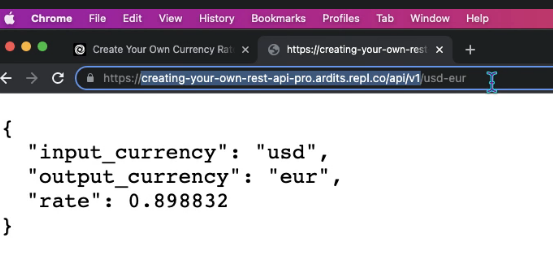 Chrome File Edit View History Bookmarks Profiles Tab Window Help
Create Your Own Currency Rat × https://creating-your-own-rest × +
https://creating-your-own-rest-api-pro.ardits.repl.co/api/v1/usd-eur
{
"input_currency": "usd",
"output_currency": "eur",
"rate": 0.898832
}